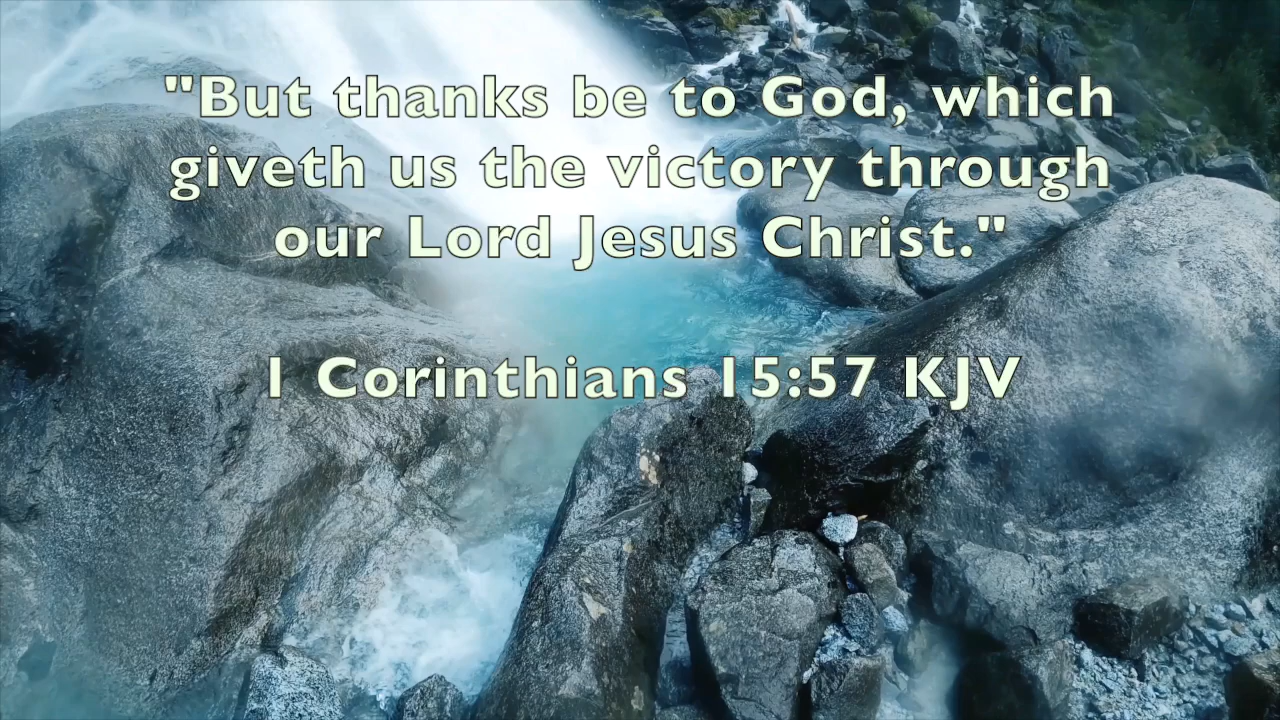 "But thanks be to God, which
giveth us the victory through
our Lord Jesus Christ."
1 Corinthians 15:57 KJV